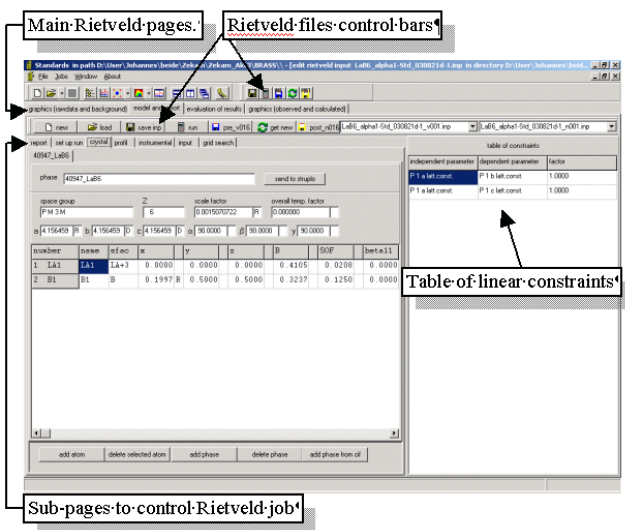 Main Rietveld pages.
Rietveld files control bars
Standards in path D:\User\Johannes\beide\Zekam\Zekam_Akt\BRASS\\ - [edit rietveld input LaB6_alpha1-Std_030821d-1.inp in directory D:\User\Johannes\beid...
File Jobs Window About
graphics (rawdata and background) evaluation of results graphics (observed and calculated)
new load save inp run pre_v016 get new post_n016 LaB6_alpha1-Std_030821d-1_v001.inp LaB6_alpha1-Std_030821d-1_n001.inp
report set up run crystal profil instrumental input grid search
table of constraints
40947_LaB6
independent parameter dependent parameter factor
P 1 a latt.const. P 1 b latt.const. 1.0000
P 1 a latt.const. P 1 c latt.const. 1.0000
phase 40947_LaB6 send to struplo
space group Z scale factor overall temp. factor
P M 3 M 6 0.0015070722 R 0.000000
a 4.156459 R b 4.156459 D c 4.156459 D α 90.0000 β 90.0000 γ 90.0000
number name sfac x y z B SOF beta11
1 LA1 LA1 LA+3 0.0000 0.0000 0.0000 0.4105 0.0208 0.0000
2 B1 B1 B 0.1997 R 0.5000 0.5000 0.3237 0.1250 0.0000
Table of linear constraints
add atom delete selected atom add phase delete phase add phase from cif
Sub-pages to control Rietveld job